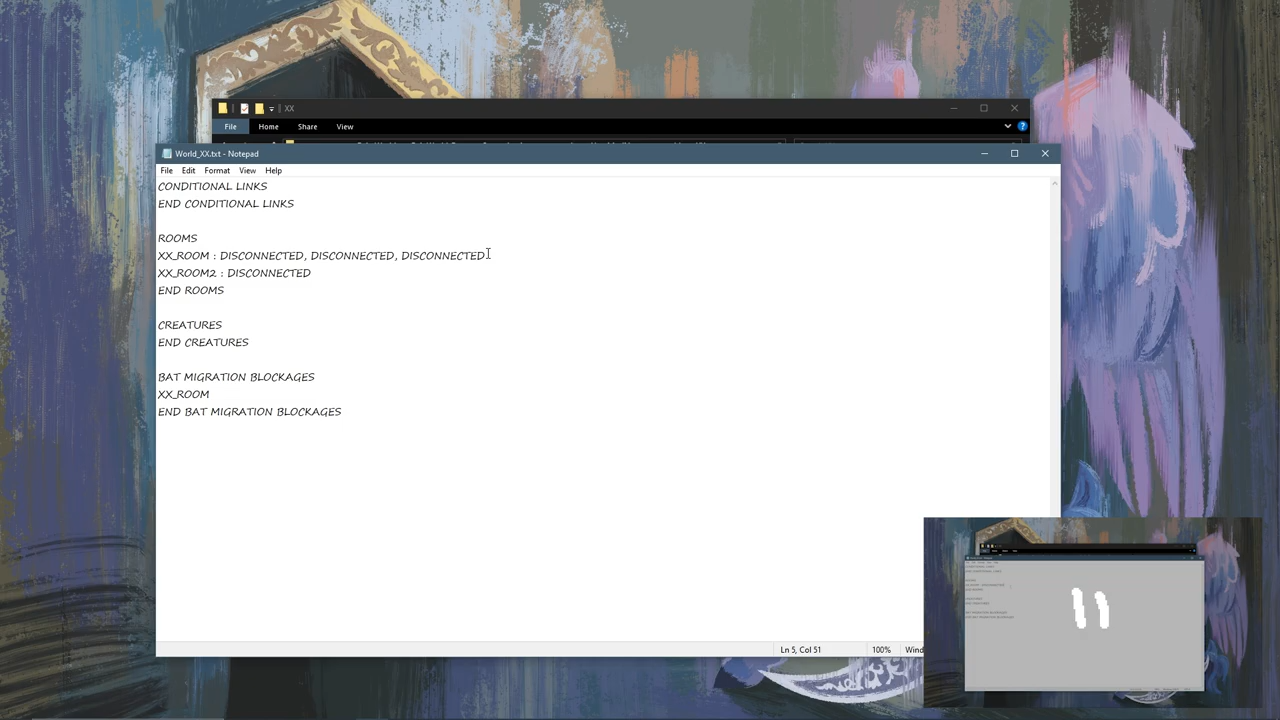 XX
File Home Share View
World_XX.txt - Notepad
File Edit Format View Help
CONDITIONAL LINKS
END CONDITIONAL LINKS
ROOMS
XX_ROOM : DISCONNECTED, DISCONNECTED, DISCONNECTED
XX_ROOM2 : DISCONNECTED
END ROOMS
CREATURES
END CREATURES
BAT MIGRATION BLOCKAGES
XX_ROOM
END BAT MIGRATION BLOCKAGES
Ln 5, Col 51 100% Wind